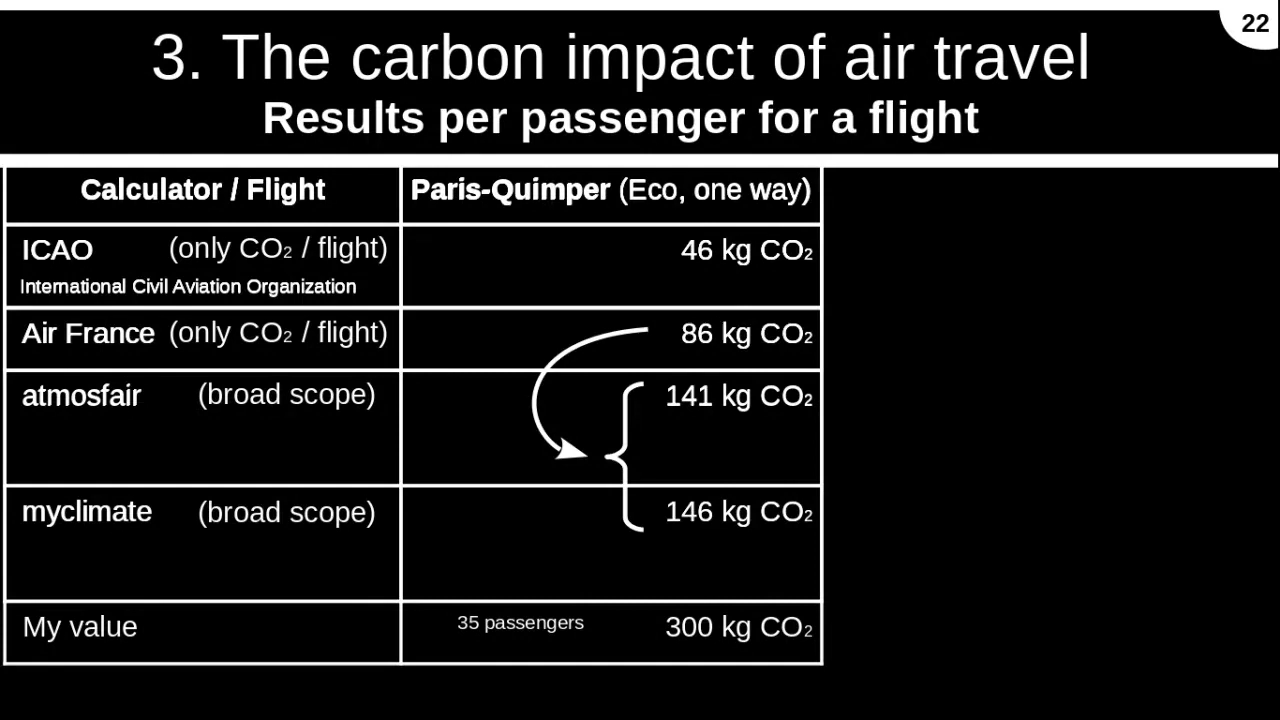 22
3. The carbon impact of air travel
Results per passenger for a flight
Calculator / Flight
Paris-Quimper (Eco, one way)
ICAO (only CO₂ / flight)
46 kg CO₂
International Civil Aviation Organization
Air France (only CO₂ / flight)
86 kg CO₂
atmosfair (broad scope)
141 kg CO₂
myclimate (broad scope)
146 kg CO₂
My value
35 passengers
300 kg CO₂